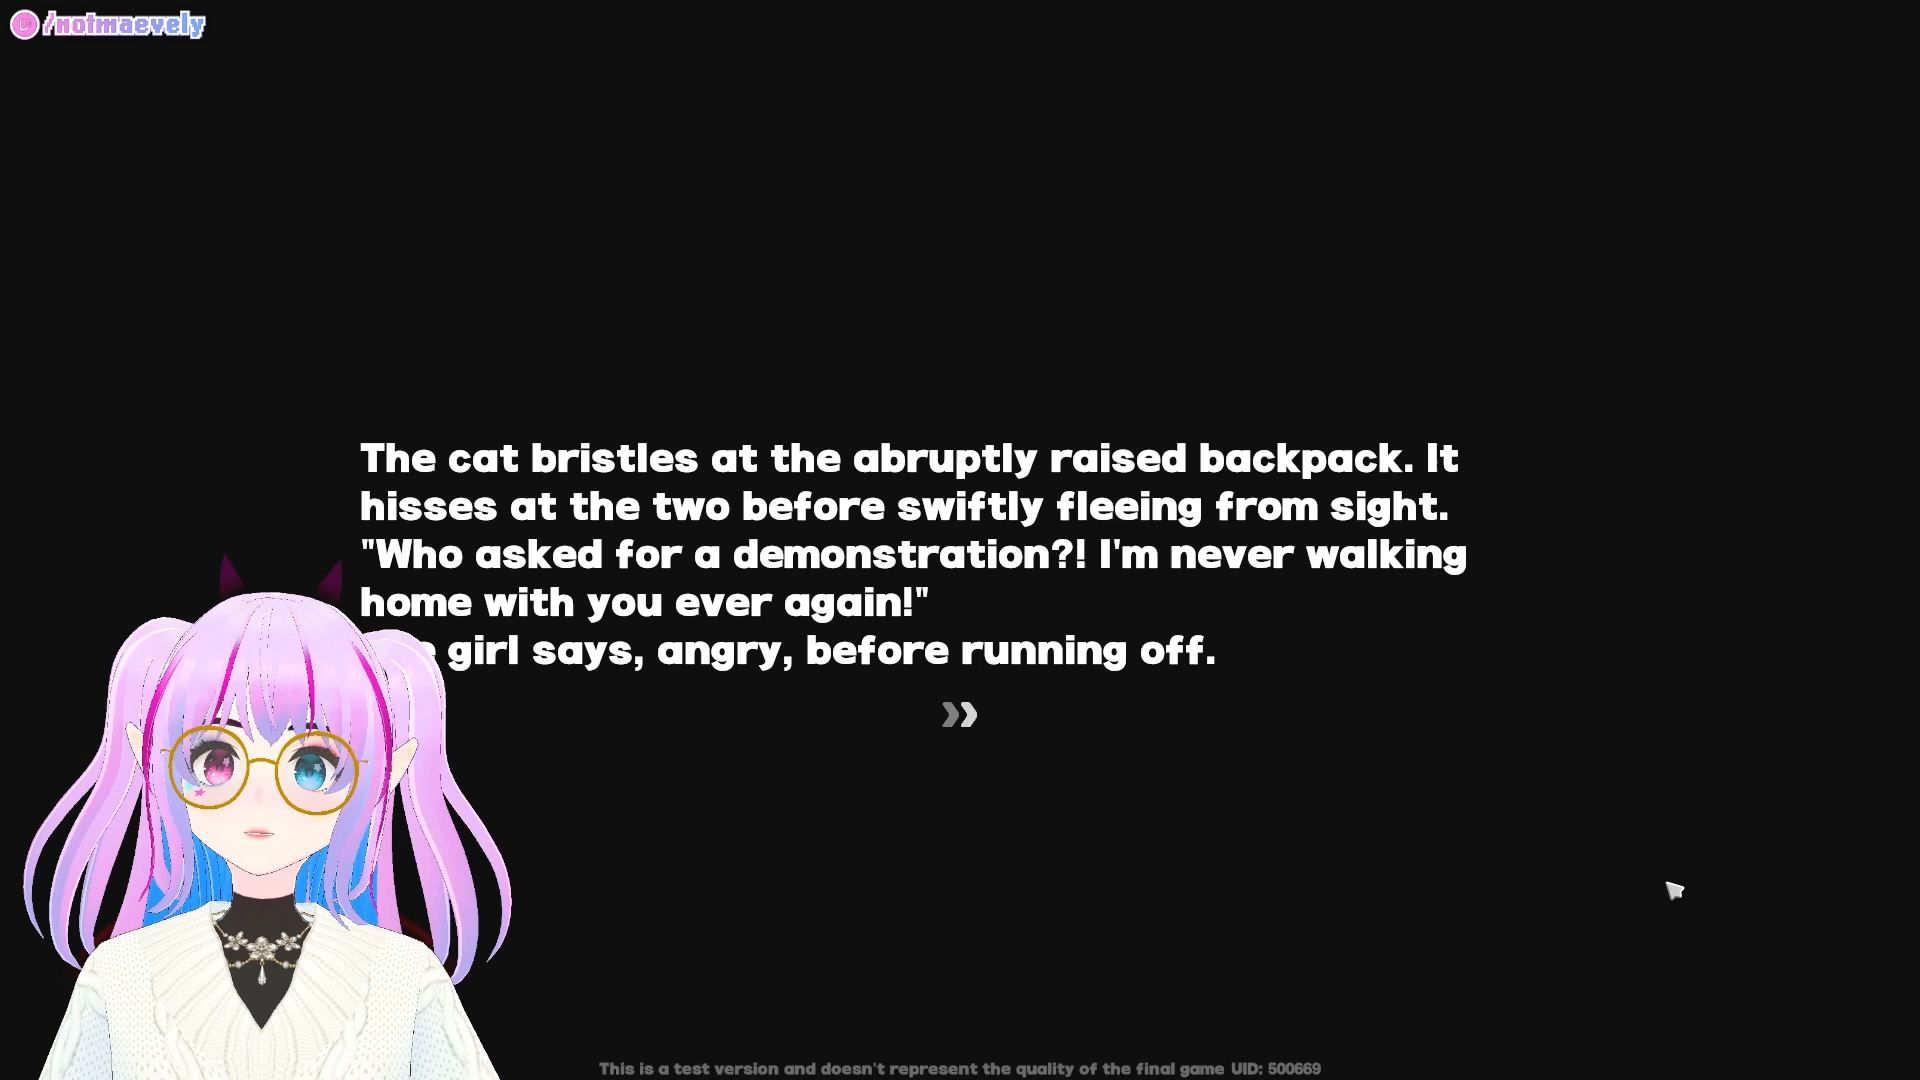 /notmaevely
The cat bristles at the abruptly raised backpack. It
hisses at the two before swiftly fleeing from sight.
"Who asked for a demonstration?! I'm never walking
home with you ever again!"
girl says, angry, before running off.
This is a test version and doesn't represent the quality of the final game UID: 500669